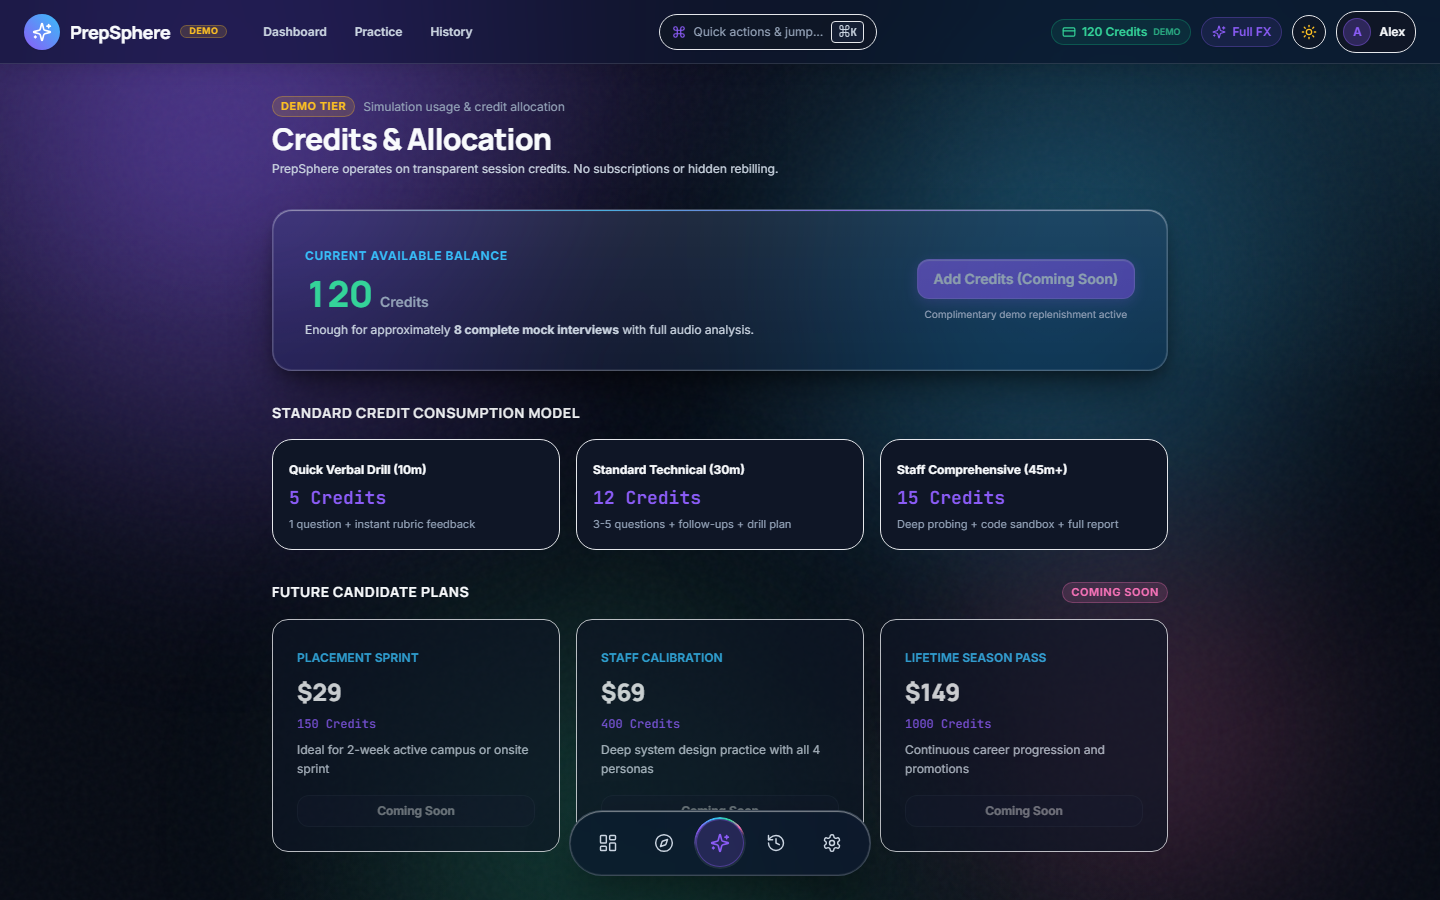 PrepSphere DEMO Dashboard Practice History Quick actions & jump... ⌘K 120 Credits DEMO Full FX A Alex
DEMO TIER Simulation usage & credit allocation
Credits & Allocation
PrepSphere operates on transparent session credits. No subscriptions or hidden rebilling.
CURRENT AVAILABLE BALANCE
120 Credits
Enough for approximately 8 complete mock interviews with full audio analysis.
Add Credits (Coming Soon)
Complimentary demo replenishment active
STANDARD CREDIT CONSUMPTION MODEL
Quick Verbal Drill (10m)
5 Credits
1 question + instant rubric feedback
Standard Technical (30m)
12 Credits
3-5 questions + follow-ups + drill plan
Staff Comprehensive (45m+)
15 Credits
Deep probing + code sandbox + full report
FUTURE CANDIDATE PLANS COMING SOON
PLACEMENT SPRINT
$29
150 Credits
Ideal for 2-week active campus or onsite
sprint
Coming Soon
STAFF CALIBRATION
$69
400 Credits
Deep system design practice with all 4
personas
Coming Soon
LIFETIME SEASON PASS
$149
1000 Credits
Continuous career progression and
promotions
Coming Soon